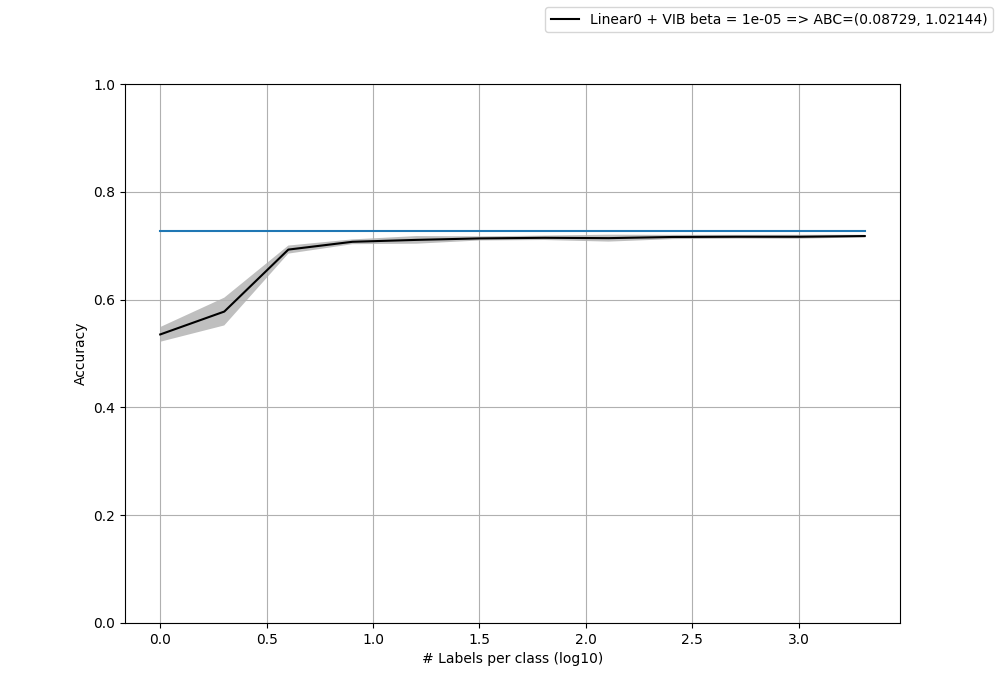 Linear0 + VIB beta = 1e-05 => ABC=(0.08729, 1.02144)
1.0
0.8
0.6
0.4
0.2
0.0
Accuracy
0.0 0.5 1.0 1.5 2.0 2.5 3.0
# Labels per class (log10)